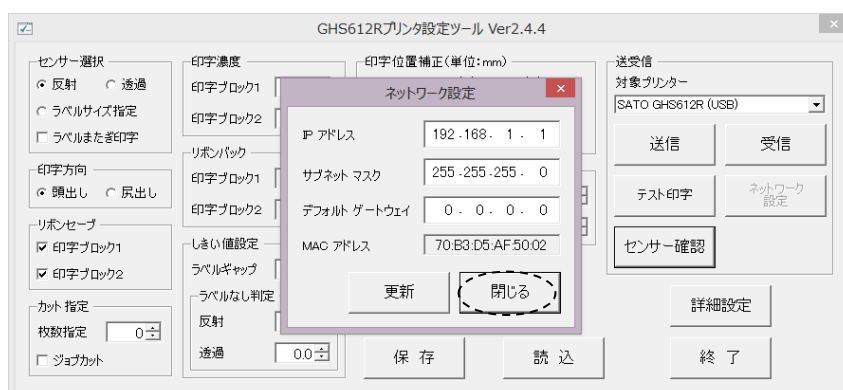 GHS612Rプリンタ設定ツール Ver2.4.4
センサー選択
反射
透過
ラベルサイズ指定
ラベルまたぎ印字
印字方向
頭出し
尻出し
リボンセーブ
印字ブロック1
印字ブロック2
カット指定
枚数指定
0
ジョブカット
印字濃度
印字ブロック1
印字ブロック2
リボンバック
印字ブロック1
印字ブロック2
しきい値設定
ラベルギャップ
ラベルなし判定
反射
透過
0.0
印字位置補正(単位:mm)
ネットワーク設定
IP アドレス
192.168. 1 . 1
サブネット マスク
255.255.255. 0
デフォルト ゲートウェイ
0 . 0 . 0 . 0
MAC アドレス
70:B3:D5:AF:50:02
更新
閉じる
保 存
読 込
送受信
対象プリンター
SATO GHS612R (USB)
送信
受信
テスト印字
ネットワーク
設定
センサー確認
詳細設定
終 了